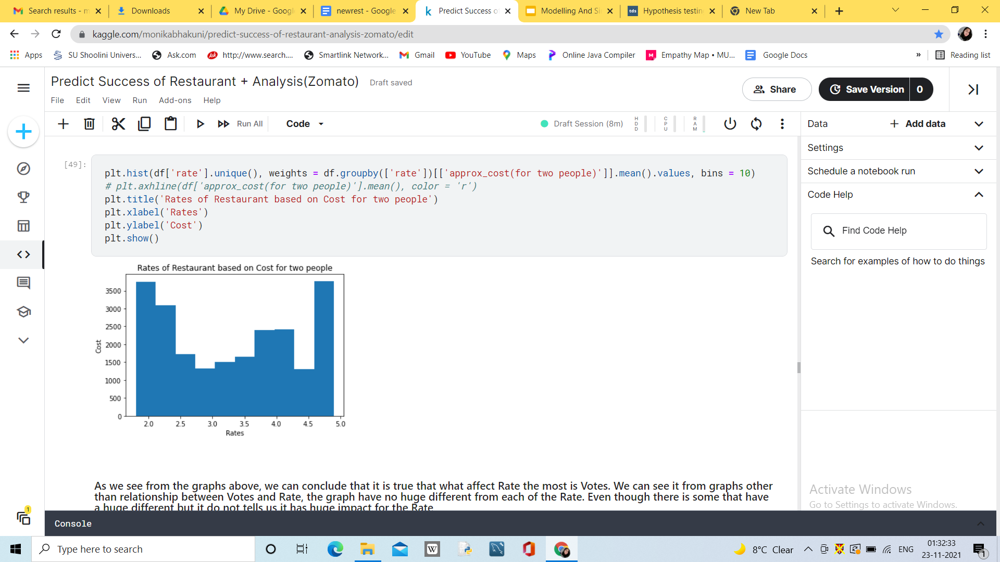 Search results - m
Downloads
My Drive - Googl
newrest - Google
Predict Success o
Modelling And Si
Hypothesis testin
New Tab
kaggle.com/monikabhakuni/predict-success-of-restaurant-analysis-zomato/edit
Apps
SU Shoolini Univers...
Ask.com
http://www.search....
Smartlink Network...
Gmail
YouTube
Maps
Online Java Compiler
Empathy Map • MU...
Google Docs
»
Reading list
Predict Success of Restaurant + Analysis(Zomato)
Draft saved
Share
Save Version 0
File Edit View Run Add-ons Help
Run All
Code
Draft Session (8m)
HDD
CPU
RAM
Data
+ Add data
Settings
Schedule a notebook run
Code Help
Find Code Help
Search for examples of how to do things
[49]:
plt.hist(df['rate'].unique(), weights = df.groupby(['rate'])[['approx_cost(for two people)']].mean().values, bins = 10)
# plt.axhline(df['approx_cost(for two people)'].mean(), color = 'r')
plt.title('Rates of Restaurant based on Cost for two people')
plt.xlabel('Rates')
plt.ylabel('Cost')
plt.show()
Rates of Restaurant based on Cost for two people
3500
3000
2500
2000
1500
1000
500
0
Cost
2.0 2.5 3.0 3.5 4.0 4.5 5.0
Rates
As we see from the graphs above, we can conclude that it is true that what affect Rate the most is Votes. We can see it from graphs other
than relationship between Votes and Rate, the graph have no huge different from each of the Rate. Even though there is some that have
a huge different but it do not tells us it has huge impact for the Rate
Activate Windows
Go to Settings to activate Windows.
1
Console
Type here to search
W
8°C Clear
ENG
01:32:33
23-11-2021
1